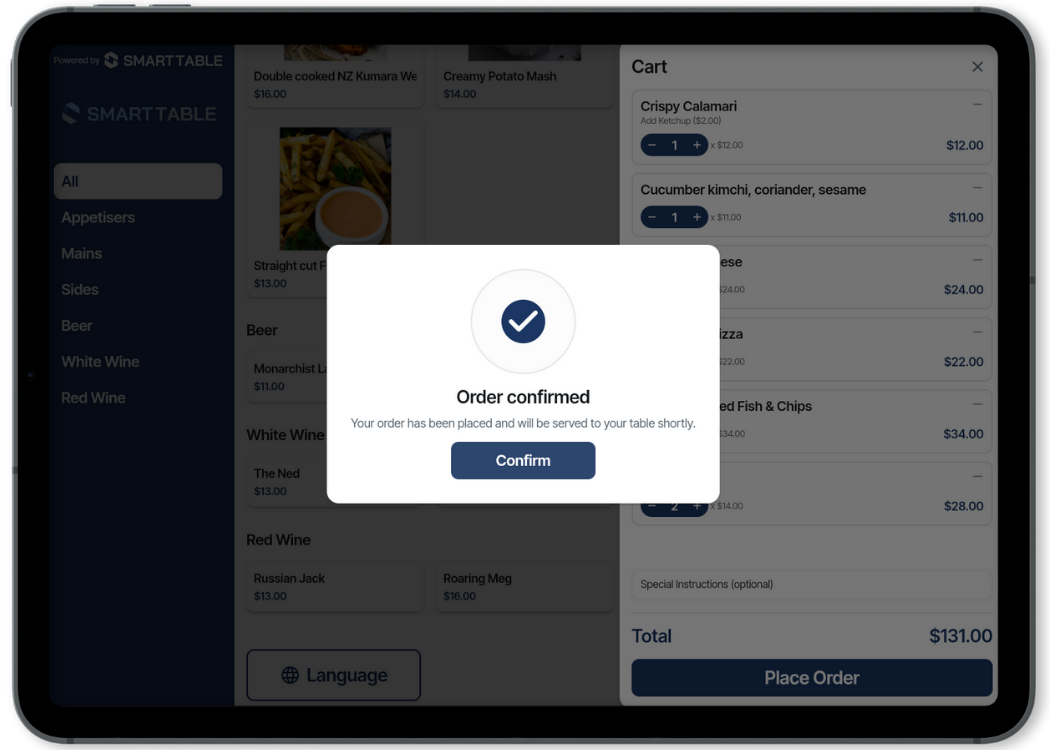 Powered by SMARTTABLE
SMARTTABLE
All
Appetisers
Mains
Sides
Beer
White Wine
Red Wine
Double cooked NZ Kumara We
$16.00
Creamy Potato Mash
$14.00
Straight cut F
$13.00
Beer
Monarchist La
$11.00
White Wine
The Ned
$13.00
Red Wine
Russian Jack
$13.00
Roaring Meg
$16.00
Language
Order confirmed
Your order has been placed and will be served to your table shortly.
Confirm
Cart
Crispy Calamari
Add Ketchup ($2.00)
1 x $12.00
$12.00
Cucumber kimchi, coriander, sesame
1 x $11.00
$11.00
ese
$24.00
$24.00
izza
$22.00
$22.00
ed Fish & Chips
$34.00
$34.00
2 x $14.00
$28.00
Special Instructions (optional)
Total
$131.00
Place Order